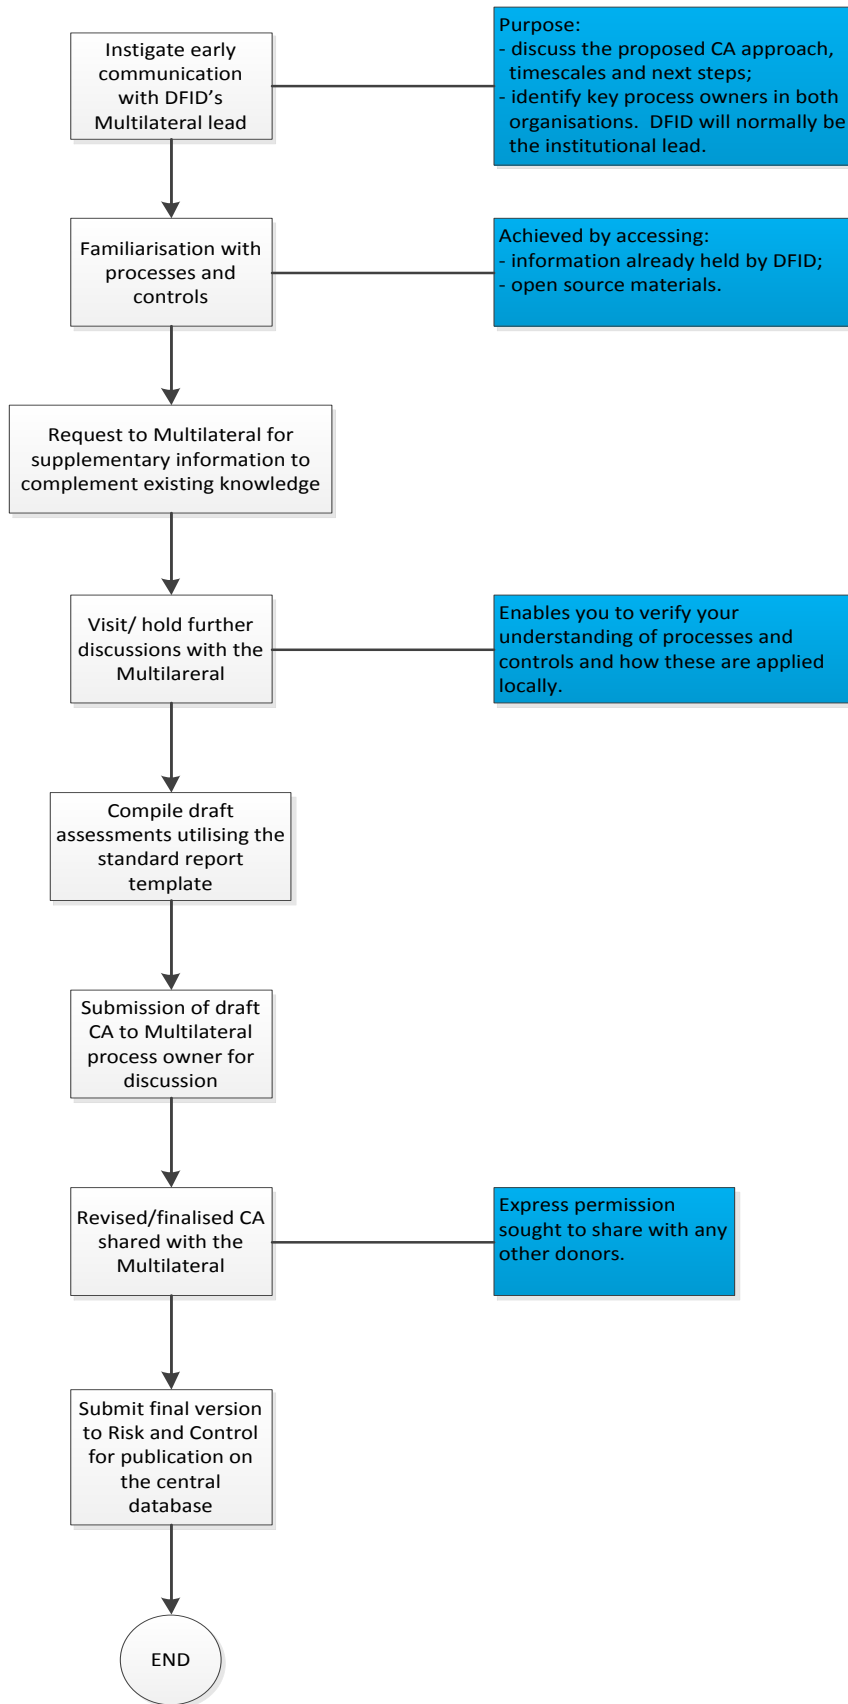 Instigate early
communication
with DFID's
Multilateral lead
Purpose:
- discuss the proposed CA approach,
timescales and next steps;
- identify key process owners in both
organisations. DFID will normally be
the institutional lead.
Familiarisation with
processes and
controls
Achieved by accessing:
- information already held by DFID;
- open source materials.
Request to Multilateral for
supplementary information to
complement existing knowledge
Visit/ hold further
discussions with the
Multilareral
Enables you to verify your
understanding of processes and
controls and how these are applied
locally.
Compile draft
assessments utilising the
standard report
template
Submission of draft
CA to Multilateral
process owner for
discussion
Revised/finalised CA
shared with the
Multilateral
Express permission
sought to share with any
other donors.
Submit final version
to Risk and Control
for publication on
the central
database
END